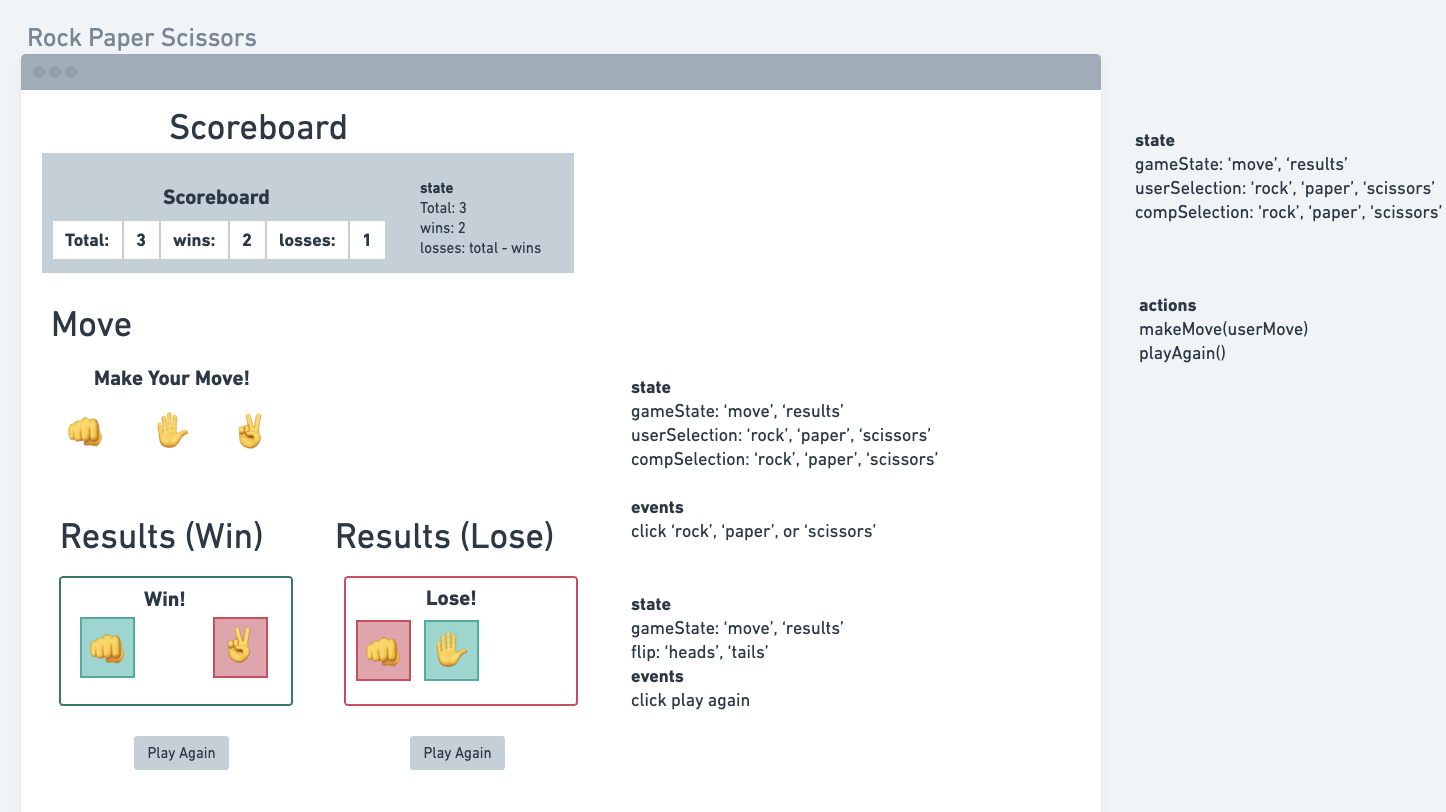 Rock Paper Scissors
Scoreboard
Scoreboard
Total: 3 wins: 2 losses: 1
state
Total: 3
wins: 2
losses: total - wins
Move
Make Your Move!
Results (Win)
Results (Lose)
Win!
Lose!
Play Again
Play Again
state
gameState: ‘move’, ‘results’
userSelection: ‘rock’, ‘paper’, ‘scissors’
compSelection: ‘rock’, ‘paper’, ‘scissors’
events
click ‘rock’, ‘paper’, or ‘scissors’
state
gameState: ‘move’, ‘results’
flip: ‘heads’, ‘tails’
events
click play again
state
gameState: ‘move’, ‘results’
userSelection: ‘rock’, ‘paper’, ‘scissors’
compSelection: ‘rock’, ‘paper’, ‘scissors’
actions
makeMove(userMove)
playAgain()